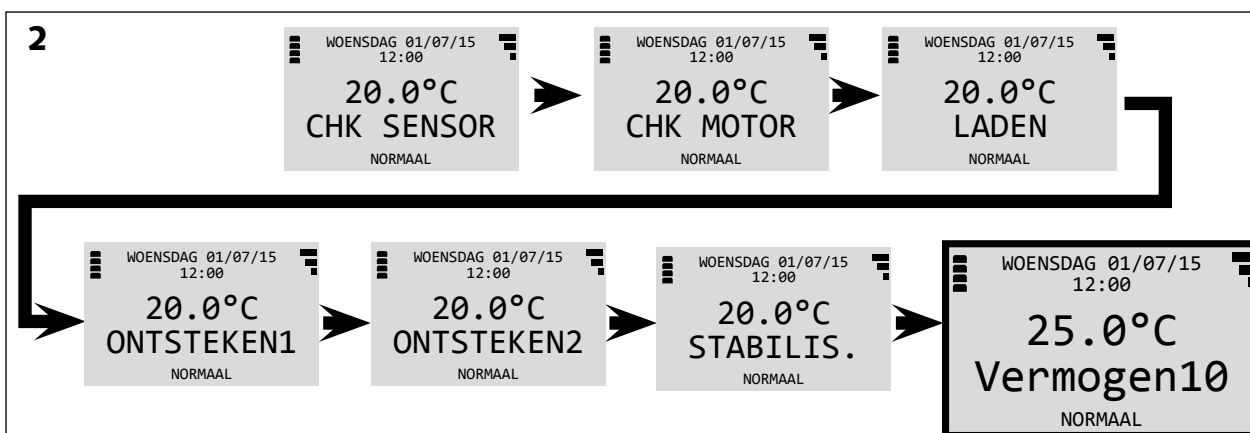 2
WOENSDAG 01/07/15
12:00
20.0°C
CHK SENSOR
NORMAAL
WOENSDAG 01/07/15
12:00
20.0°C
CHK MOTOR
NORMAAL
WOENSDAG 01/07/15
12:00
20.0°C
LADEN
NORMAAL
WOENSDAG 01/07/15
12:00
20.0°C
ONTSTEKEN1
NORMAAL
WOENSDAG 01/07/15
12:00
20.0°C
ONTSTEKEN2
NORMAAL
WOENSDAG 01/07/15
12:00
20.0°C
STABILIS.
NORMAAL
WOENSDAG 01/07/15
12:00
25.0°C
Vermogen10
NORMAAL